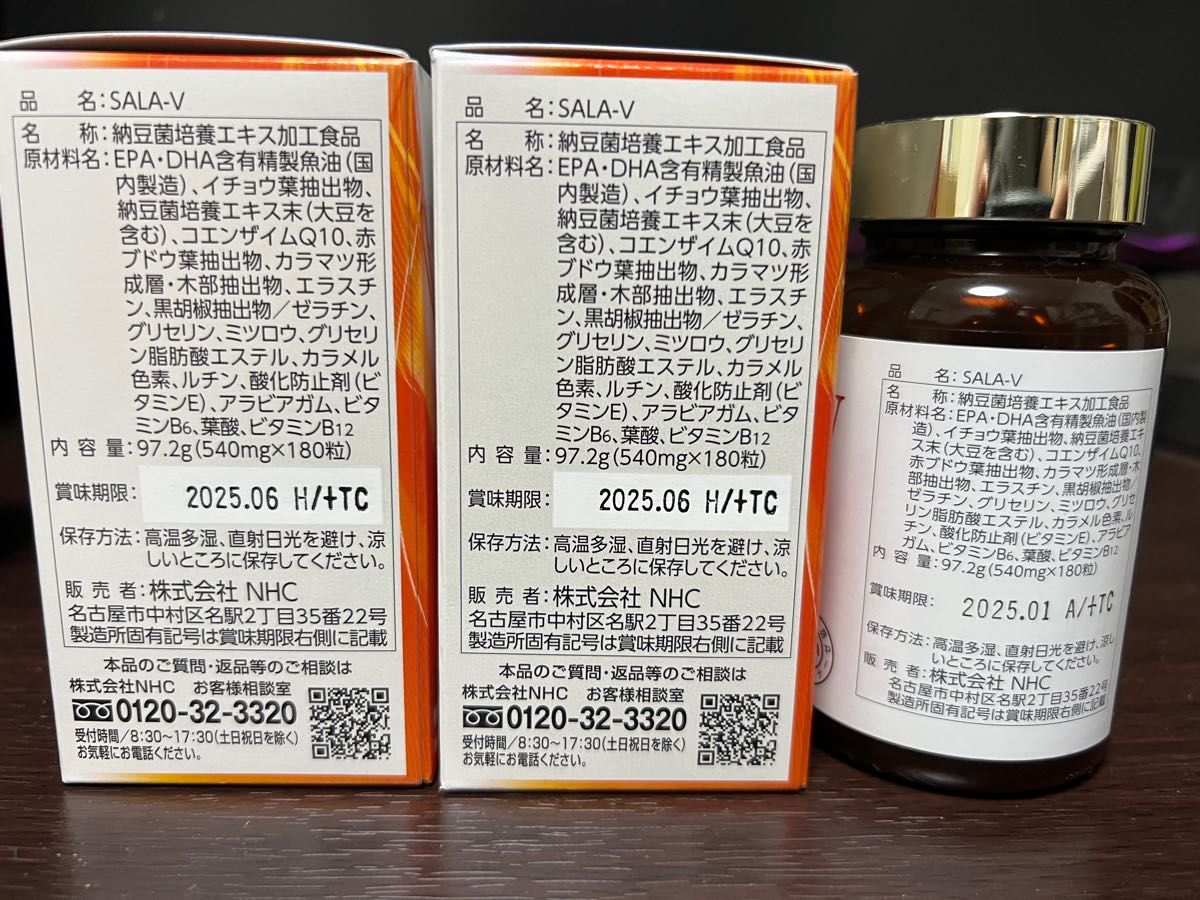 品　名：SALA-V
名　称：納豆菌培養エキス加工食品
原材料名：EPA・DHA含有精製魚油（国
内製造）、イチョウ葉抽出物、
納豆菌培養エキス末（大豆を
含む）、コエンザイムQ10、赤
ブドウ葉抽出物、カラマツ形
成層・木部抽出物、エラスチ
ン、黒胡椒抽出物／ゼラチン、
グリセリン、ミツロウ、グリセリ
ン脂肪酸エステル、カラメル
色素、ルチン、酸化防止剤（ビ
タミンE）、アラビアガム、ビタ
ミンB6、葉酸、ビタミンB12
内容量：97.2g（540mg×180粒）
賞味期限：2025.06 H/+TC
保存方法：高温多湿、直射日光を避け、涼
しいところに保存してください。
販売者：株式会社 NHC
名古屋市中村区名駅2丁目35番22号
製造所固有記号は賞味期限右側に記載
本品のご質問・返品等のご相談は
株式会社NHC　お客様相談室
0120-32-3320
受付時間／8:30〜17:30（土日祝日を除く）
お気軽にお電話ください。
品　名：SALA-V
名　称：納豆菌培養エキス加工食品
原材料名：EPA・DHA含有精製魚油（国
内製造）、イチョウ葉抽出物、
納豆菌培養エキス末（大豆を
含む）、コエンザイムQ10、赤
ブドウ葉抽出物、カラマツ形
成層・木部抽出物、エラスチ
ン、黒胡椒抽出物／ゼラチン、
グリセリン、ミツロウ、グリセリ
ン脂肪酸エステル、カラメル
色素、ルチン、酸化防止剤（ビ
タミンE）、アラビアガム、ビタ
ミンB6、葉酸、ビタミンB12
内容量：97.2g（540mg×180粒）
賞味期限：2025.06 H/+TC
保存方法：高温多湿、直射日光を避け、涼
しいところに保存してください。
販売者：株式会社 NHC
名古屋市中村区名駅2丁目35番22号
製造所固有記号は賞味期限右側に記載
本品のご質問・返品等のご相談は
株式会社NHC　お客様相談室
0120-32-3320
受付時間／8:30〜17:30（土日祝日を除く）
お気軽にお電話ください。
品　名：SALA-V
名　称：納豆菌培養エキス加工食品
原材料名：EPA・DHA含有精製魚油（国内製
造）、イチョウ葉抽出物、納豆菌培養エキ
ス末（大豆を含む）、コエンザイムQ10、
赤ブドウ葉抽出物、カラマツ形成層・木
部抽出物、エラスチン、黒胡椒抽出物／
ゼラチン、グリセリン、ミツロウ、グリセ
リン脂肪酸エステル、カラメル色素、ル
チン、酸化防止剤（ビタミンE）、アラビア
ガム、ビタミンB6、葉酸、ビタミンB12
内容量：97.2g（540mg×180粒）
賞味期限：2025.01 A/+TC
保存方法：高温多湿、直射日光を避け、涼し
いところに保存してください。
販売者：株式会社 NHC
名古屋市中村区名駅2丁目35番22号
製造所固有記号は賞味期限右側に記載